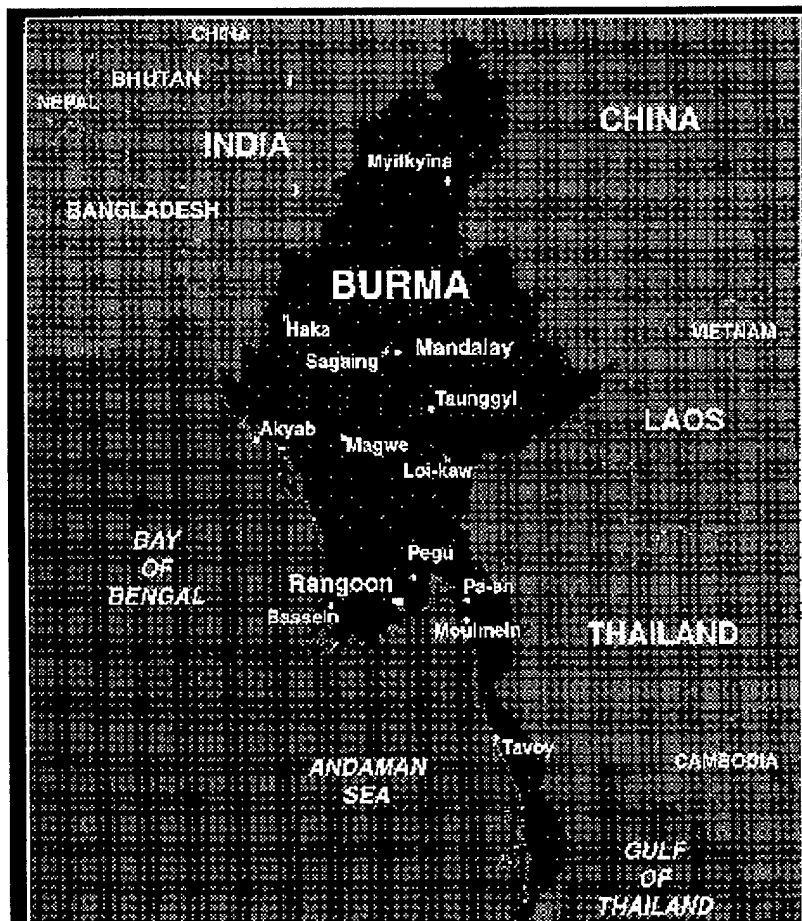 CHINA
BHUTAN
NEPAL
CHINA
INDIA
Myitkyina
BANGLADESH
BURMA
Haka
VIETNAM
Mandalay
Sagaing
Taunggyi
LAOS
Akyab
Magwe
Loi-kaw
BAY
OF
BENGAL
Pegu
Rangoon
Pa-an
Bassein
Moulmein
THAILAND
Tavoy
ANDAMAN
SEA
CAMBODIA
GULF
OF
THAILAND